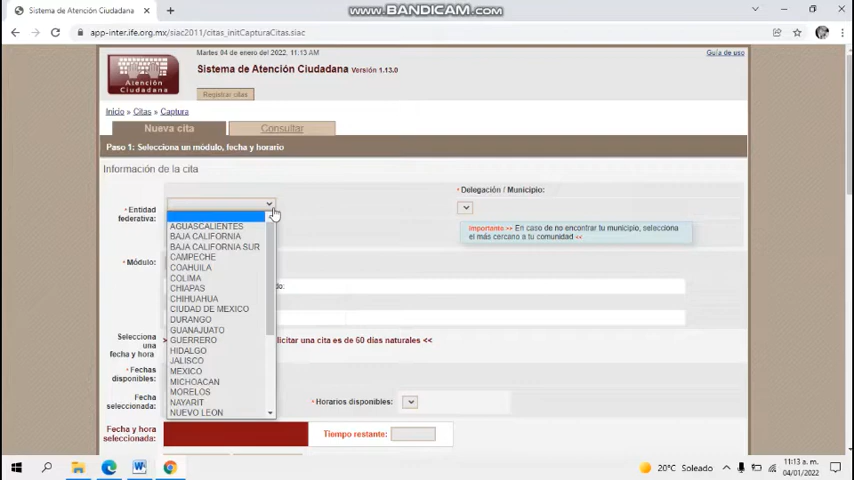 www.BANDICAM.com
Sistema de Atención Ciudadana
app-inter.ife.org.mx/siac2011/citas_initCapturaCitas.siac
Martes 04 de enero de 2022, 11:13 AM
Guía de uso
Sistema de Atención Ciudadana Versión 1.13.0
Atención
Ciudadana
Registrar citas
Inicio » Citas » Captura
Nueva cita
Consultar
Paso 1: Selecciona un módulo, fecha y horario
Información de la cita
* Delegación / Municipio:
* Entidad
federativa:
Importante >> En caso de no encontrar tu municipio, selecciona
el más cercano a tu comunidad <<
AGUASCALIENTES
BAJA CALIFORNIA
BAJA CALIFORNIA SUR
CAMPECHE
COAHUILA
COLIMA
CHIAPAS
CHIHUAHUA
CIUDAD DE MEXICO
DURANGO
GUANAJUATO
GUERRERO
HIDALGO
JALISCO
MEXICO
MICHOACAN
MORELOS
NAYARIT
NUEVO LEON
* Módulo:
do:
Selecciona
una
fecha y hora
licitar una cita es de 60 días naturales <<
* Fechas
disponibles:
Fecha
seleccionada:
* Horarios disponibles:
Fecha y hora
seleccionada:
Tiempo restante:
20°C Soleado
11:13 a. m.
04/01/2022